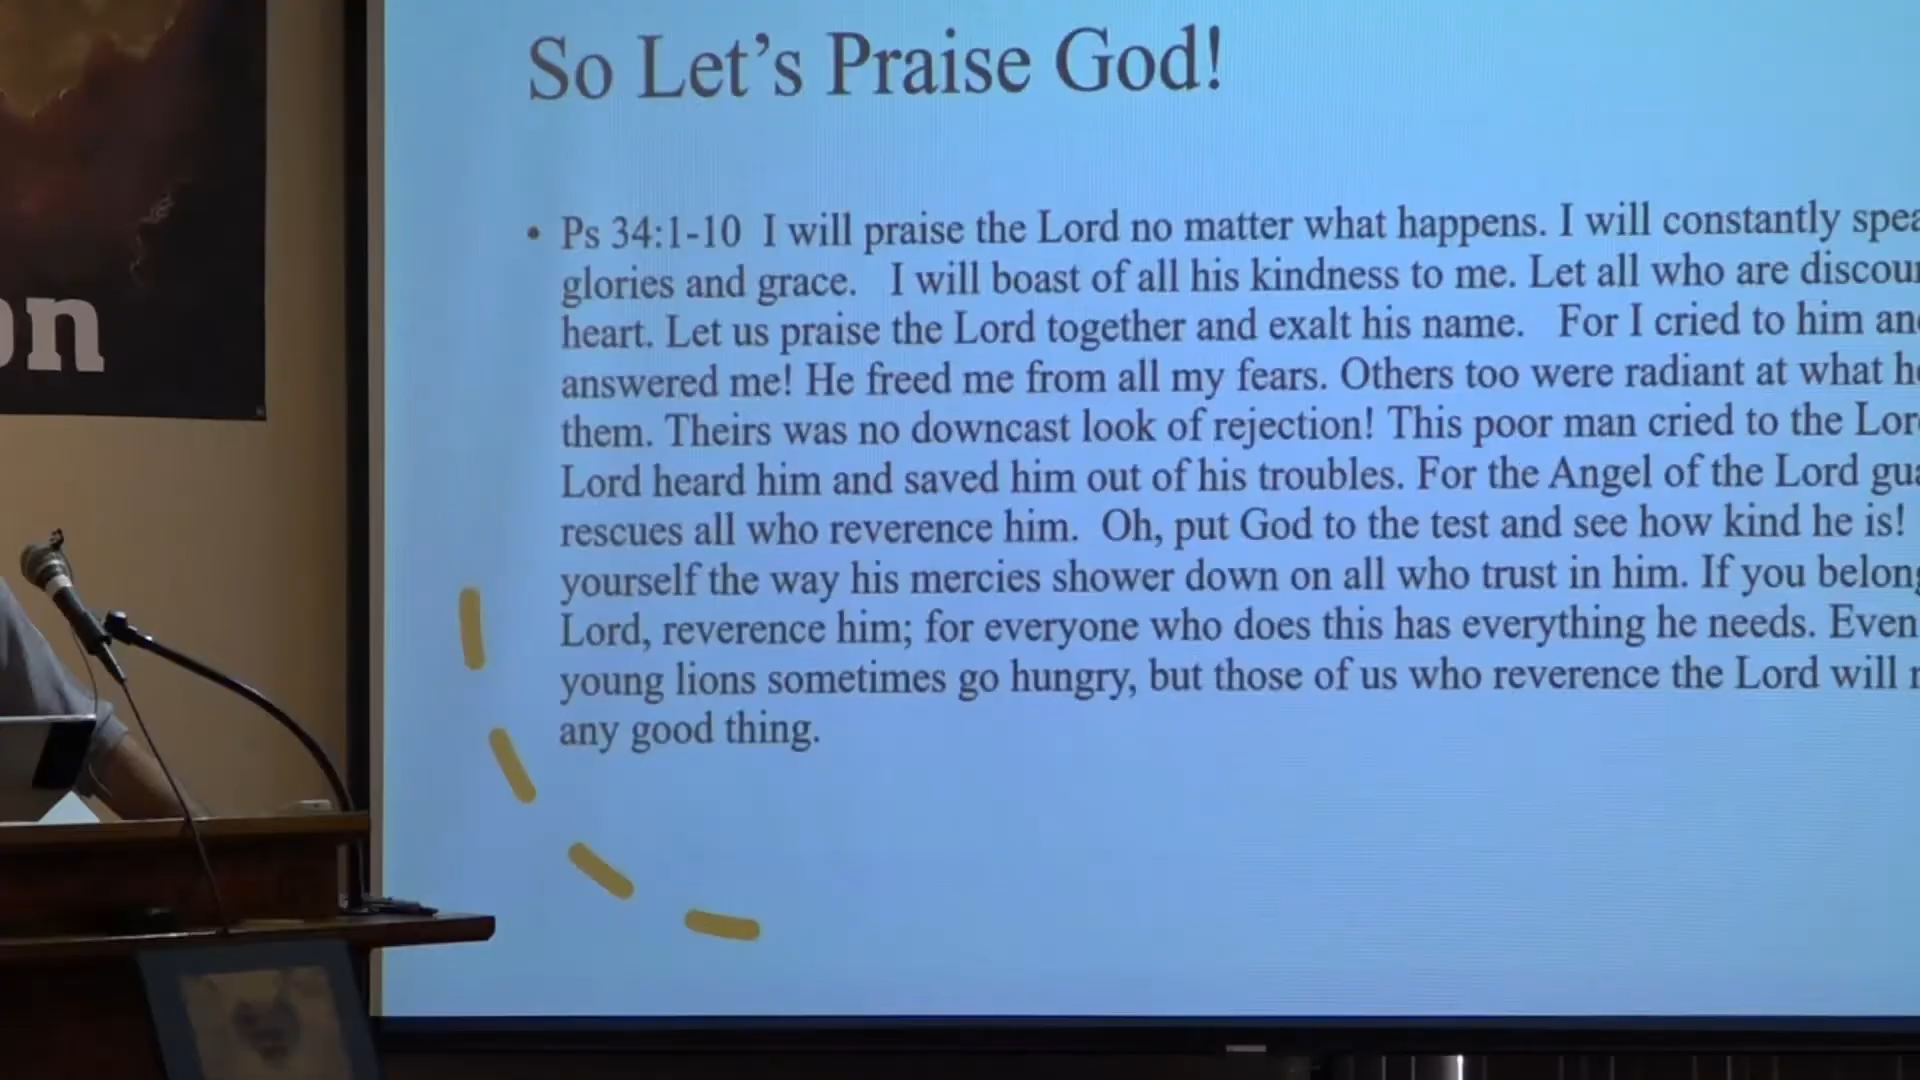 So Let's Praise God!
on
• Ps 34:1-10 I will praise the Lord no matter what happens. I will constantly
glories and grace. I will boast of all his kindness to me. Let all who are
heart. Let us praise the Lord together and exalt his name. For I cried to him
answered me! He freed me from all my fears. Others too were radiant at what
them. Theirs was no downcast look of rejection! This poor man cried to the
Lord heard him and saved him out of his troubles. For the Angel of the Lord
rescues all who reverence him. Oh, put God to the test and see how kind he is!
yourself the way his mercies shower down on all who trust in him. If you
Lord, reverence him; for everyone who does this has everything he needs. Even
young lions sometimes go hungry, but those of us who reverence the Lord will
any good thing.